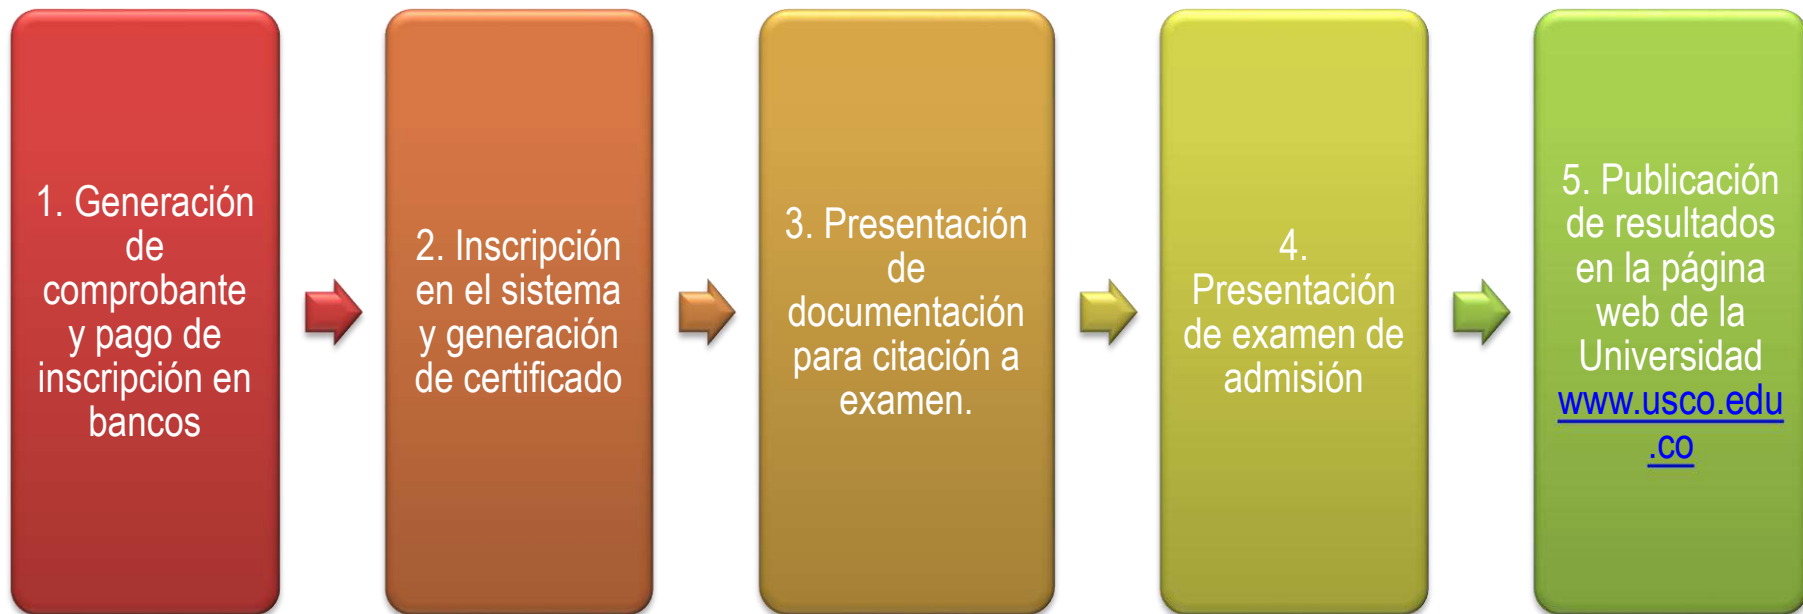 1. Generación
de
comprobante
y pago de
inscripción en
bancos
2. Inscripción
en el sistema
y generación
de certificado
3. Presentación
de
documentación
para citación a
examen.
4.
Presentación
de examen de
admisión
5. Publicación
de resultados
en la página
web de la
Universidad
www.usco.edu
.co